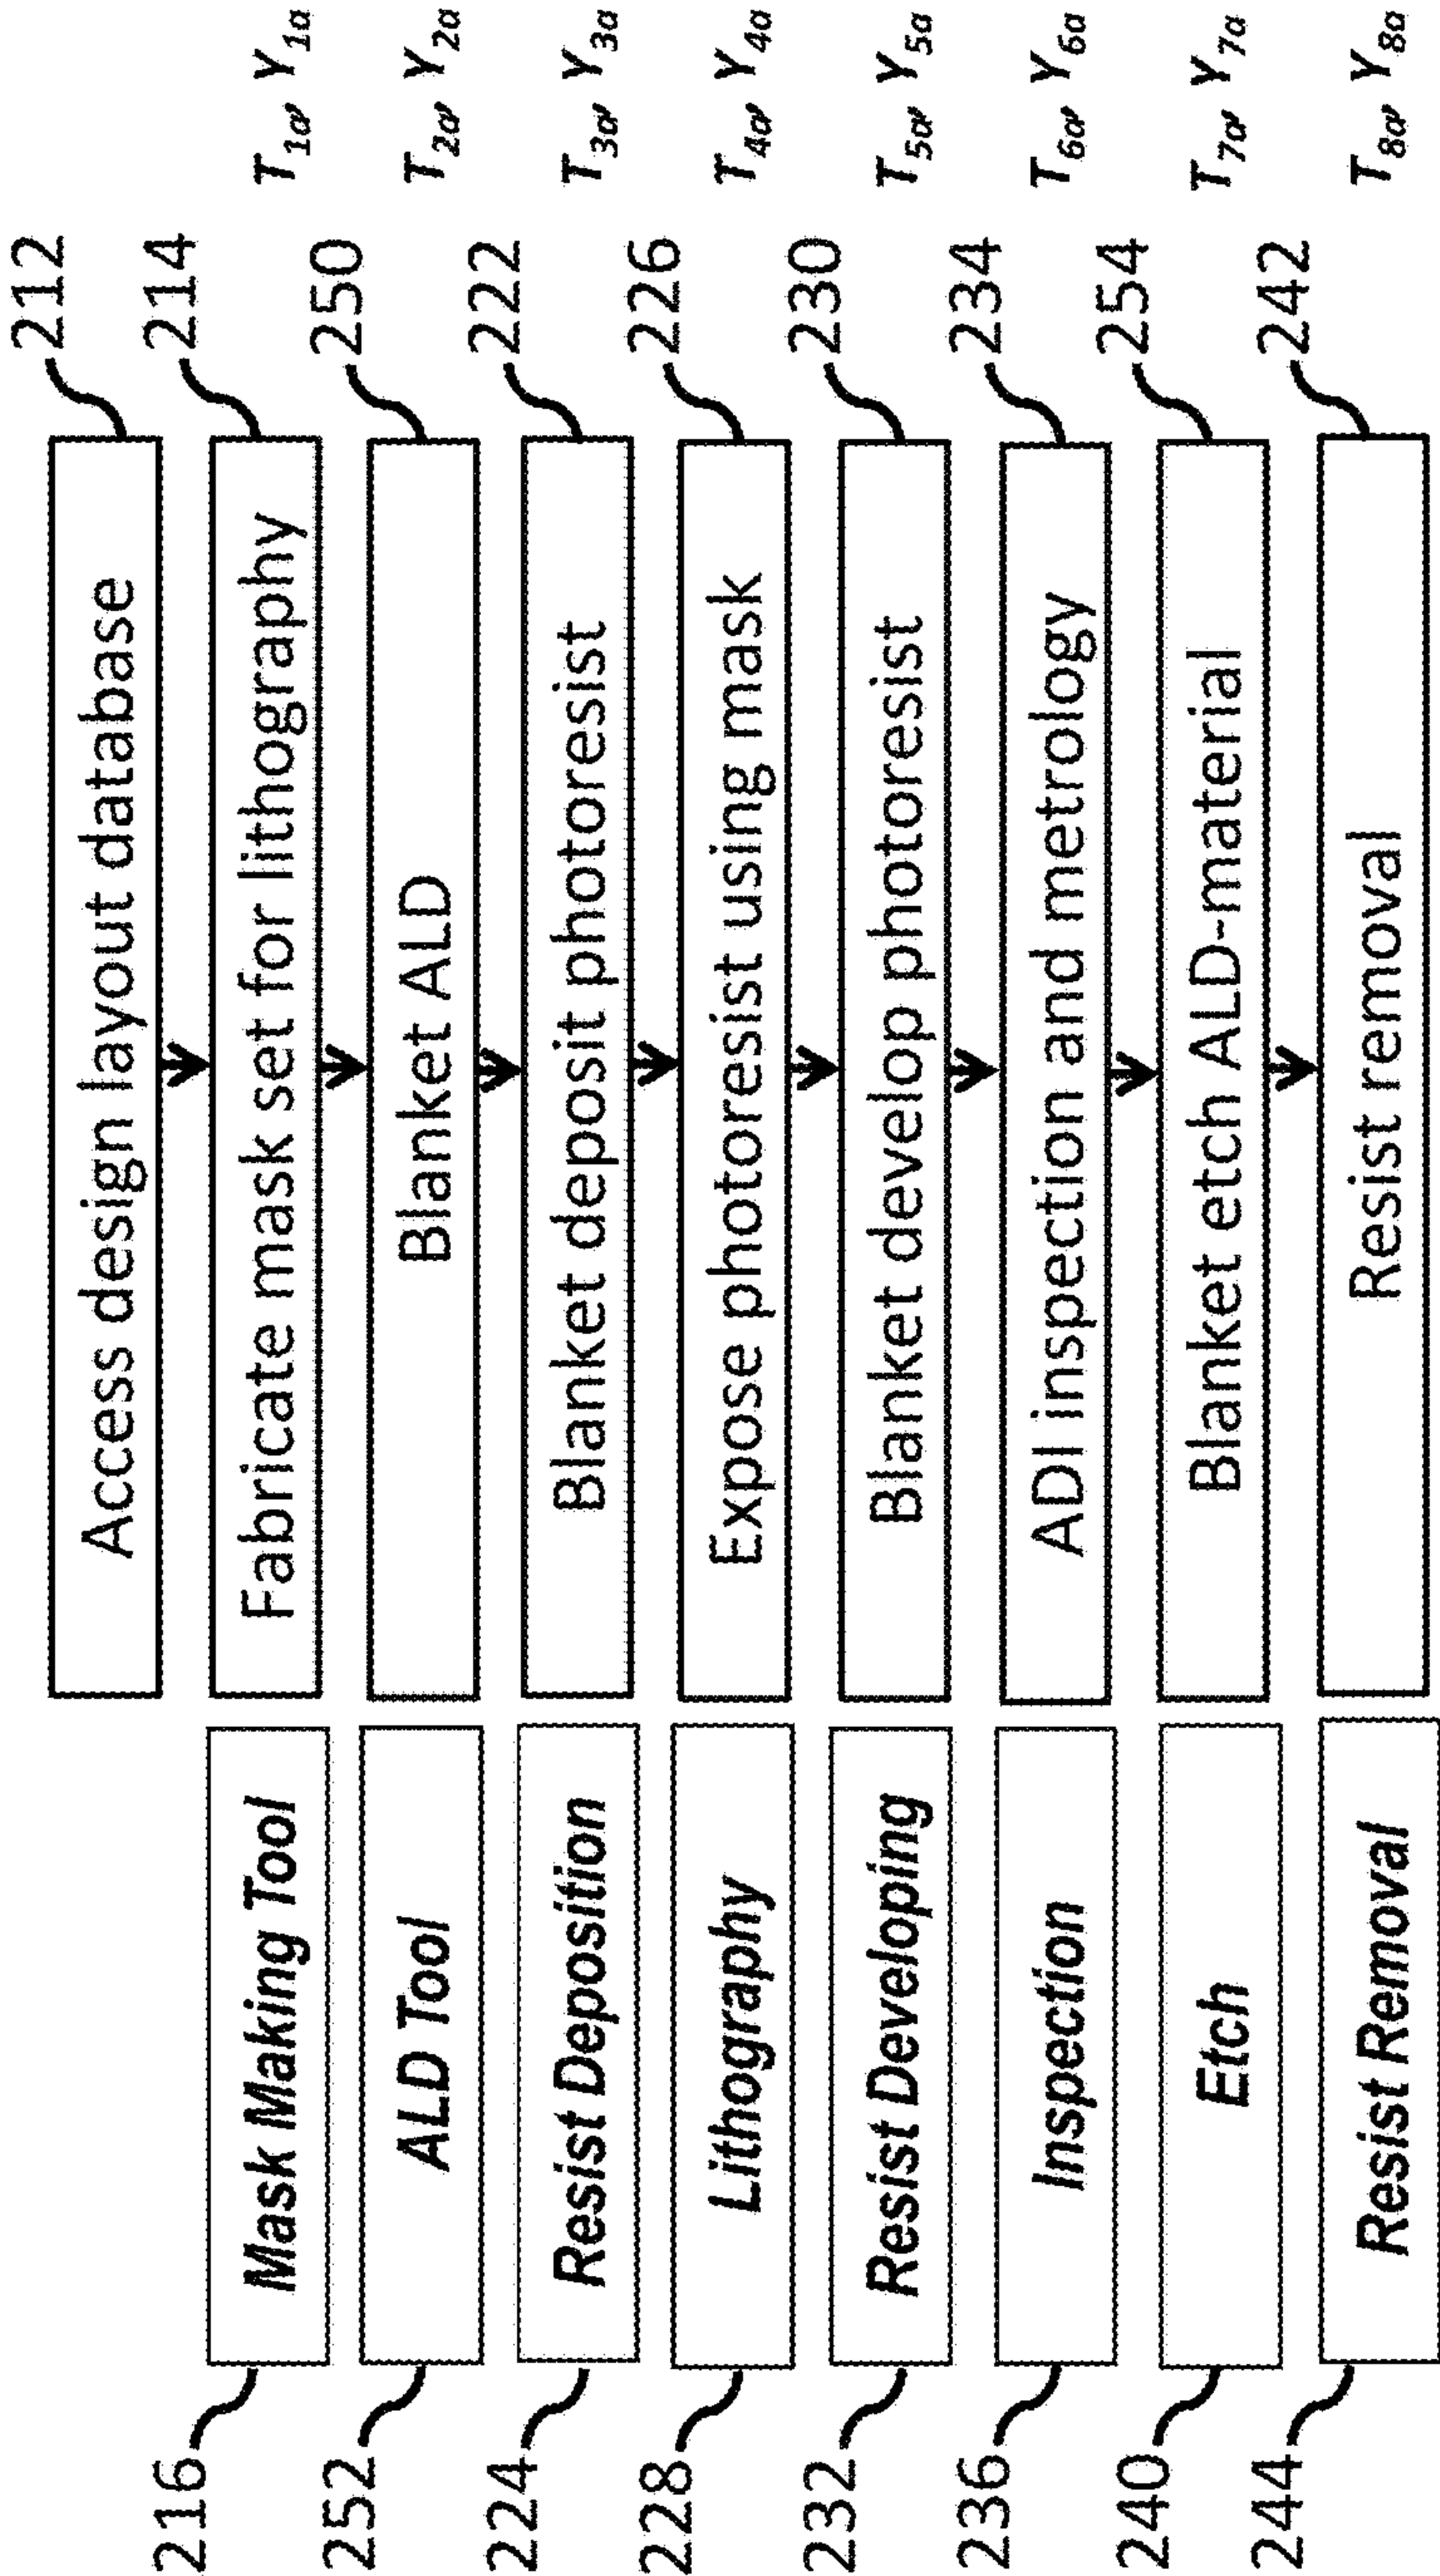 Access design layout database 212
216 Mask Making Tool Fabricate mask set for lithography 214 T1a, Y1a
252 ALD Tool Blanket ALD 250 T2a, Y2a
224 Resist Deposition Blanket deposit photoresist 222 T3a, Y3a
228 Lithography Expose photoresist using mask 226 T4a, Y4a
232 Resist Developing Blanket develop photoresist 230 T5a, Y5a
236 Inspection ADI inspection and metrology 234 T6a, Y6a
240 Etch Blanket etch ALD-material 254 T7a, Y7a
244 Resist Removal Resist removal 242 T8a, Y8a